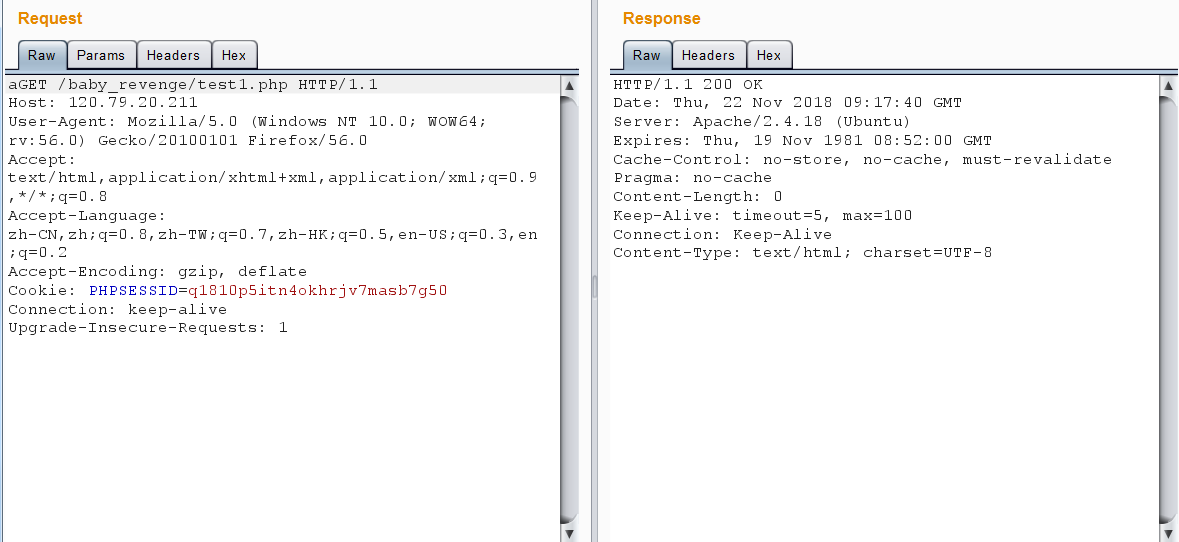 Request
Raw Params Headers Hex
aGET /baby_revenge/test1.php HTTP/1.1
Host: 120.79.20.211
User-Agent: Mozilla/5.0 (Windows NT 10.0; WOW64;
rv:56.0) Gecko/20100101 Firefox/56.0
Accept:
text/html,application/xhtml+xml,application/xml;q=0.9
,*/*;q=0.8
Accept-Language:
zh-CN,zh;q=0.8,zh-TW;q=0.7,zh-HK;q=0.5,en-US;q=0.3,en
;q=0.2
Accept-Encoding: gzip, deflate
Cookie: PHPSESSID=q1810p5itn4okhrjv7masb7g50
Connection: keep-alive
Upgrade-Insecure-Requests: 1
Response
Raw Headers Hex
HTTP/1.1 200 OK
Date: Thu, 22 Nov 2018 09:17:40 GMT
Server: Apache/2.4.18 (Ubuntu)
Expires: Thu, 19 Nov 1981 08:52:00 GMT
Cache-Control: no-store, no-cache, must-revalidate
Pragma: no-cache
Content-Length: 0
Keep-Alive: timeout=5, max=100
Connection: Keep-Alive
Content-Type: text/html; charset=UTF-8